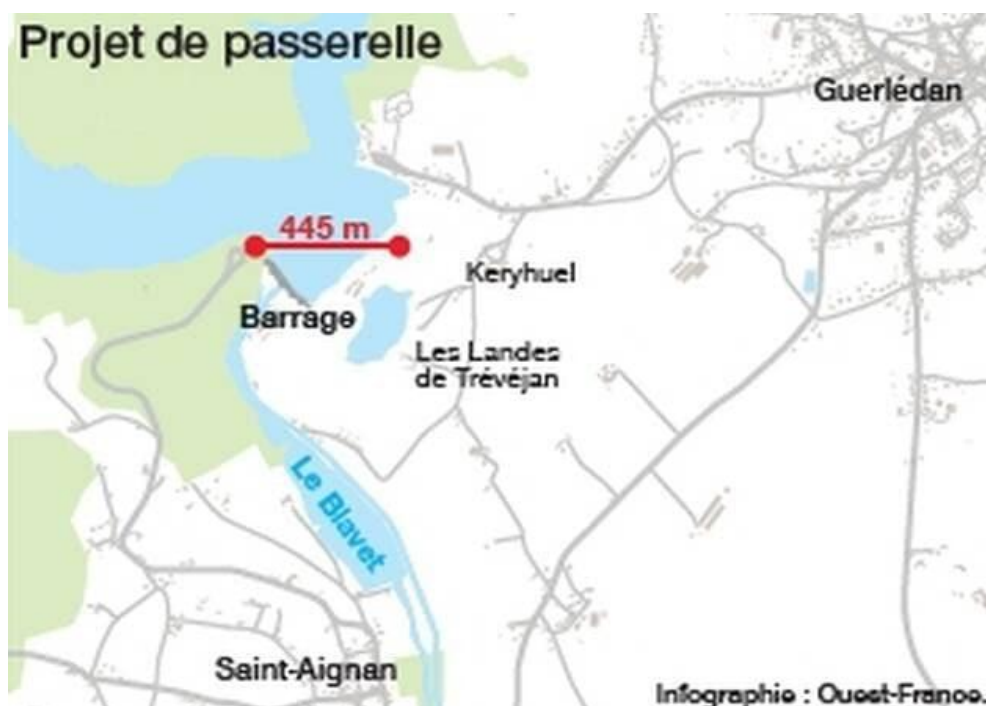 Projet de passerelle
Guerlédan
445 m
Keryhuel
Barrage
Les Landes
de Trévéjan
Le Blavet
Saint-Aignan
Infographie : Ouest-France.